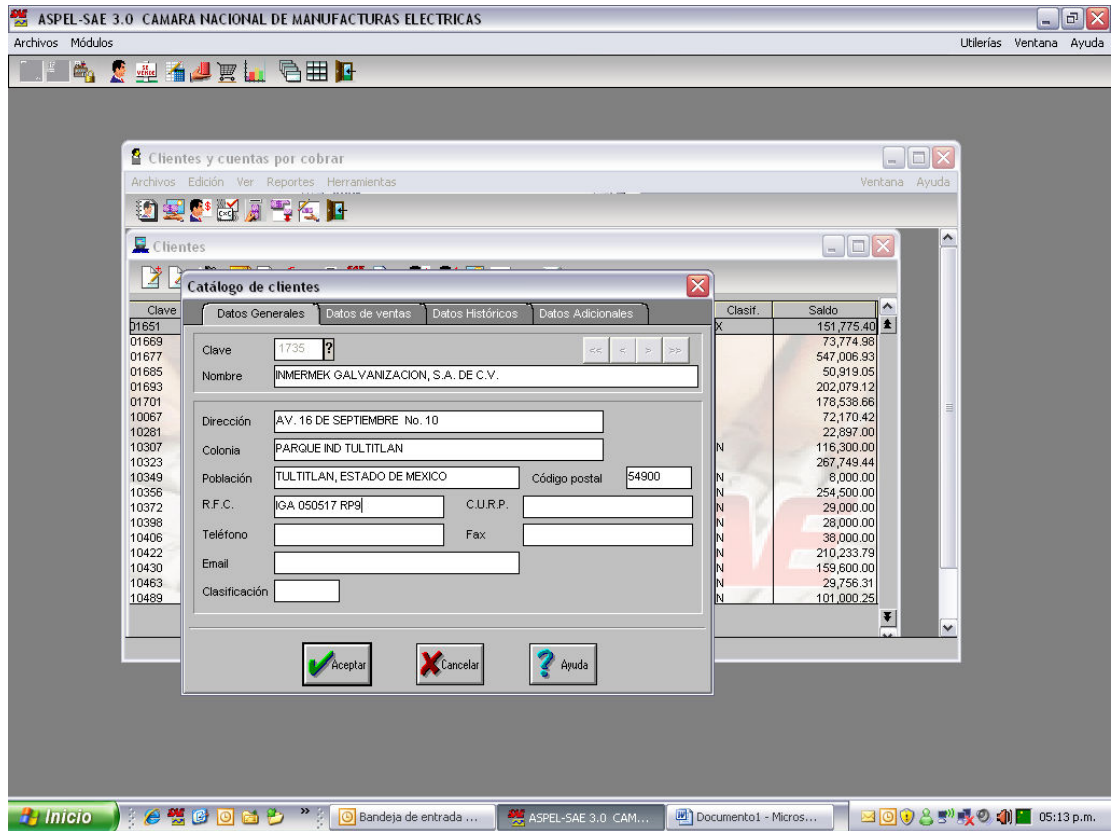 ASPEL-SAE 3.0 CAMARA NACIONAL DE MANUFACTURAS ELECTRICAS
Archivos Módulos Utilerías Ventana Ayuda
SE VENDE
Clientes y cuentas por cobrar
Archivos Edición Ver Reportes Herramientas Ventana Ayuda
Clientes
Catálogo de clientes
Datos Generales Datos de ventas Datos Históricos Datos Adicionales
Clave 1735 ? << < > >>
Nombre INMERMEK GALVANIZACION, S.A. DE C.V.
Dirección AV. 16 DE SEPTIEMBRE No. 10
Colonia PARQUE IND TULTITLAN
Población TULTITLAN, ESTADO DE MEXICO Código postal 54900
R.F.C. IGA 050517 RP9 C.U.R.P.
Teléfono Fax
Email
Clasificación
Aceptar Cancelar Ayuda
Clave Clasif. Saldo
01651 X 151,775.40
01669 73,774.98
01677 547,006.93
01685 50,919.05
01693 202,079.12
01701 178,538.66
10067 72,170.42
10281 22,897.00
10307 N 116,300.00
10323 267,749.44
10349 N 8,000.00
10356 N 254,500.00
10372 N 29,000.00
10398 N 28,000.00
10406 N 38,000.00
10422 N 210,233.79
10430 N 159,600.00
10463 N 29,756.31
10489 N 101,000.25
Inicio Bandeja de entrada ... ASPEL-SAE 3.0 CAM... Documento1 - Micros... 05:13 p.m.